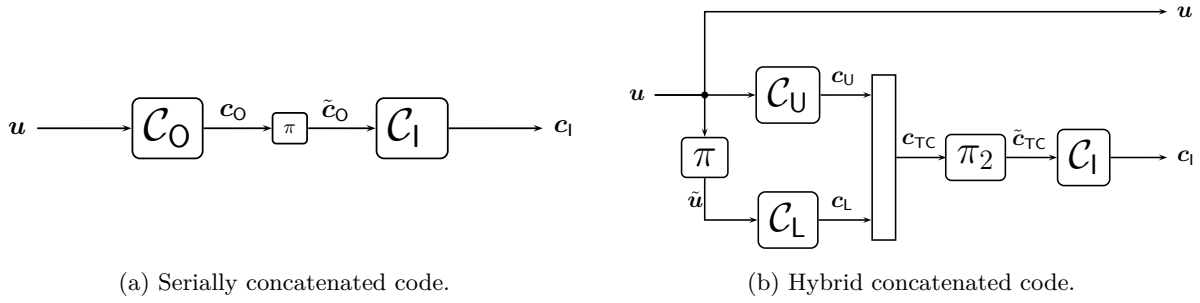 u
C_O
c_O
π
c̃_O
C_I
c_I
(a) Serially concatenated code.
u
u
C_U
c_U
π
ũ
C_L
c_L
c_TC
π_2
c̃_TC
C_I
c_I
(b) Hybrid concatenated code.